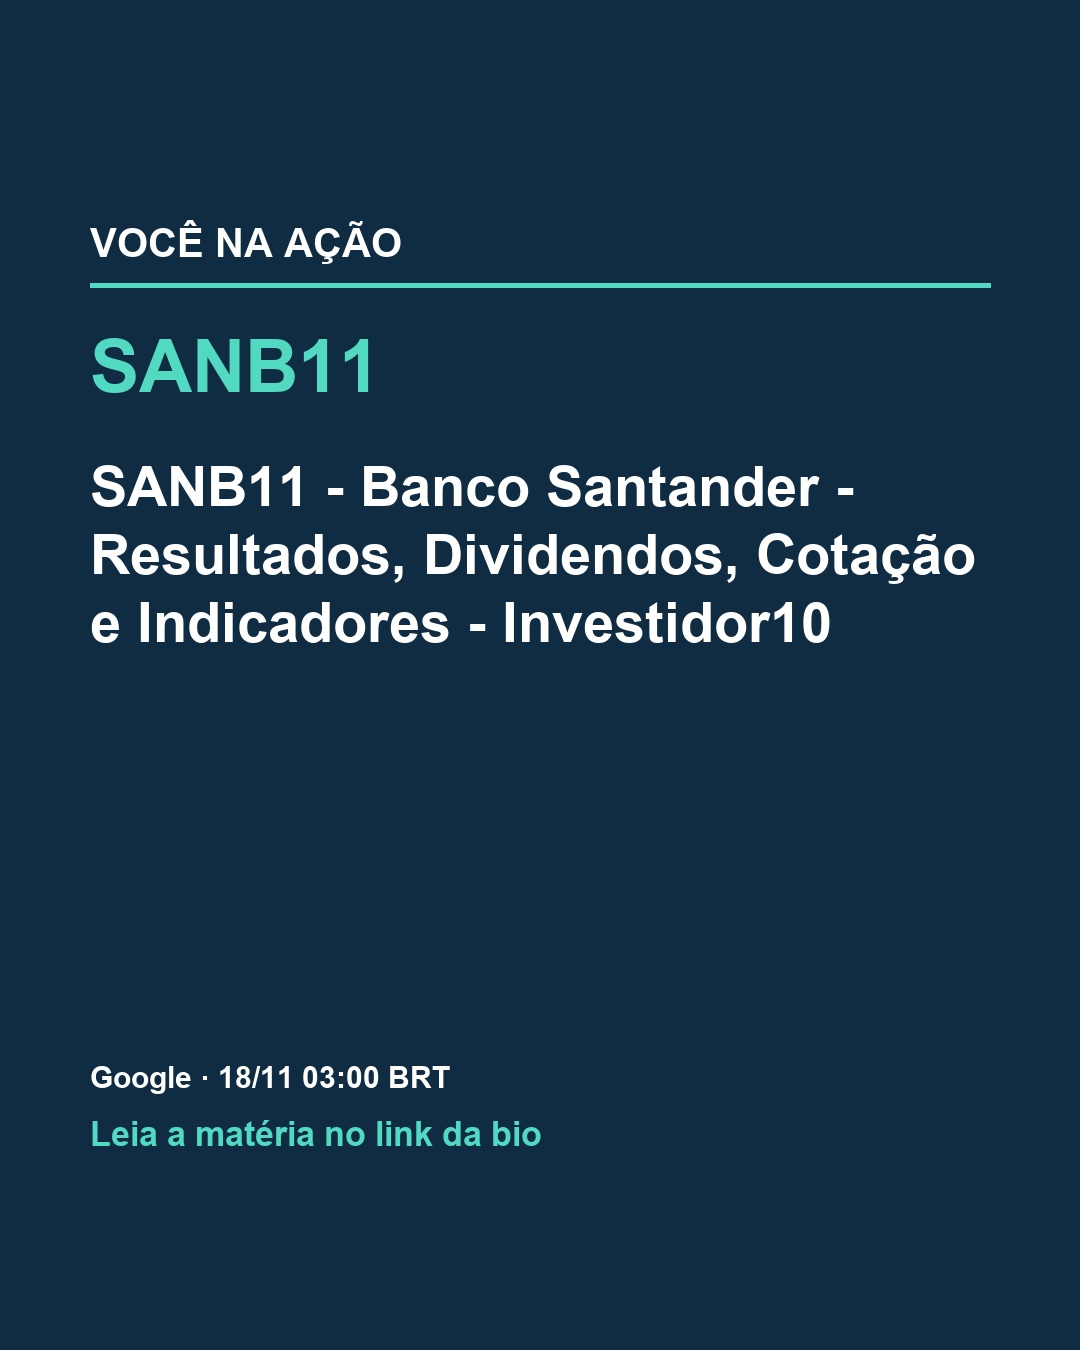 VOCÊ NA AÇÃO
SANB11
SANB11 - Banco Santander -
Resultados, Dividendos, Cotação
e Indicadores - Investidor10
Google · 18/11 03:00 BRT
Leia a matéria no link da bio